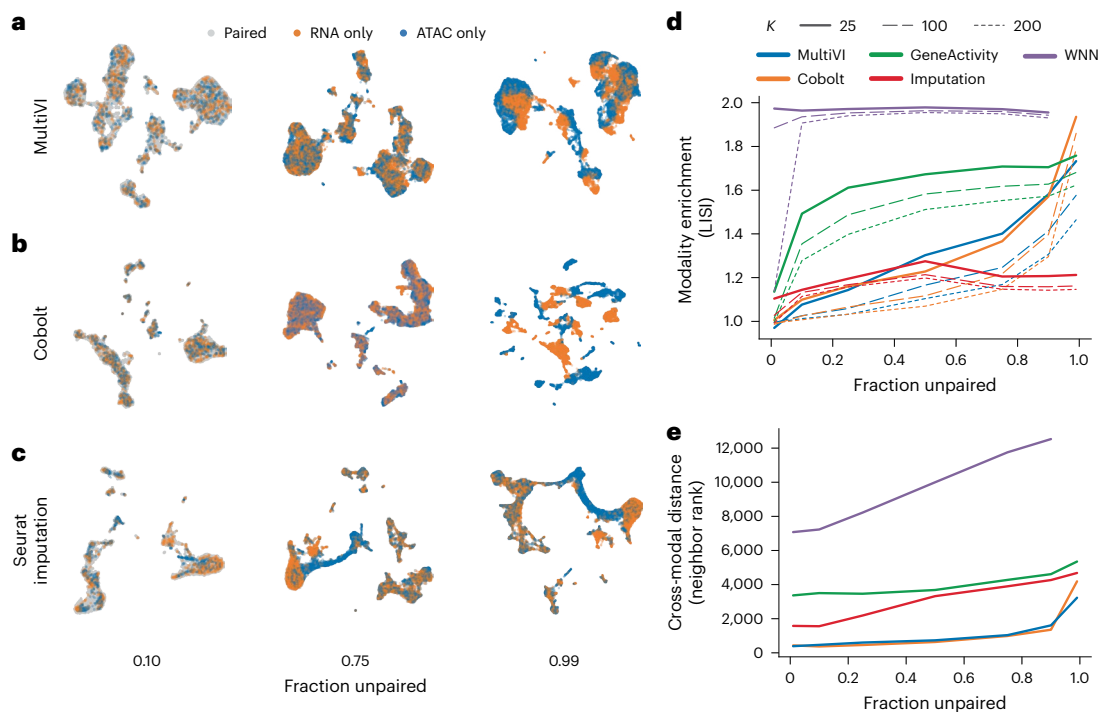 a
Paired RNA only ATAC only
MultiVI
b
Cobolt
c
Seurat
imputation
0.10 0.75 0.99
Fraction unpaired
d
K 25 100 200
MultiVI GeneActivity WNN
Cobolt Imputation
Modality enrichment
(LISI)
2.0
1.8
1.6
1.4
1.2
1.0
0 0.2 0.4 0.6 0.8 1.0
Fraction unpaired
e
Cross-modal distance
(neighbor rank)
12,000
10,000
8,000
6,000
4,000
2,000
0
0 0.2 0.4 0.6 0.8 1.0
Fraction unpaired